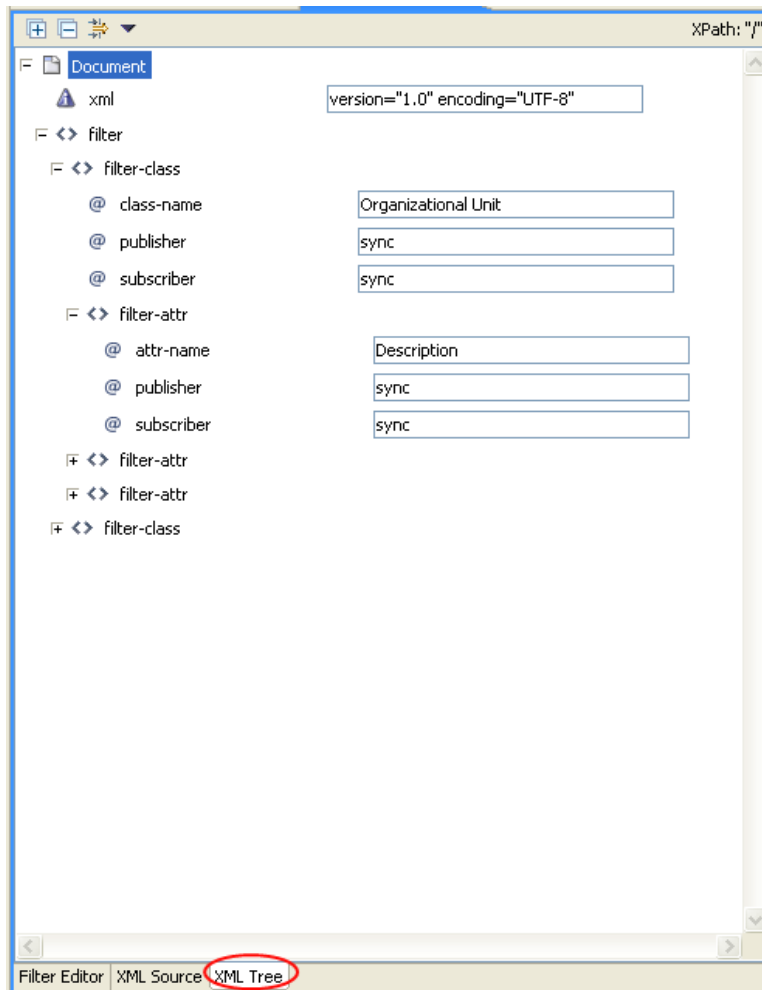 XPath: "/"
Document
xml version="1.0" encoding="UTF-8"
<> filter
<> filter-class
@ class-name Organizational Unit
@ publisher sync
@ subscriber sync
<> filter-attr
@ attr-name Description
@ publisher sync
@ subscriber sync
<> filter-attr
<> filter-attr
<> filter-class
Filter Editor XML Source XML Tree